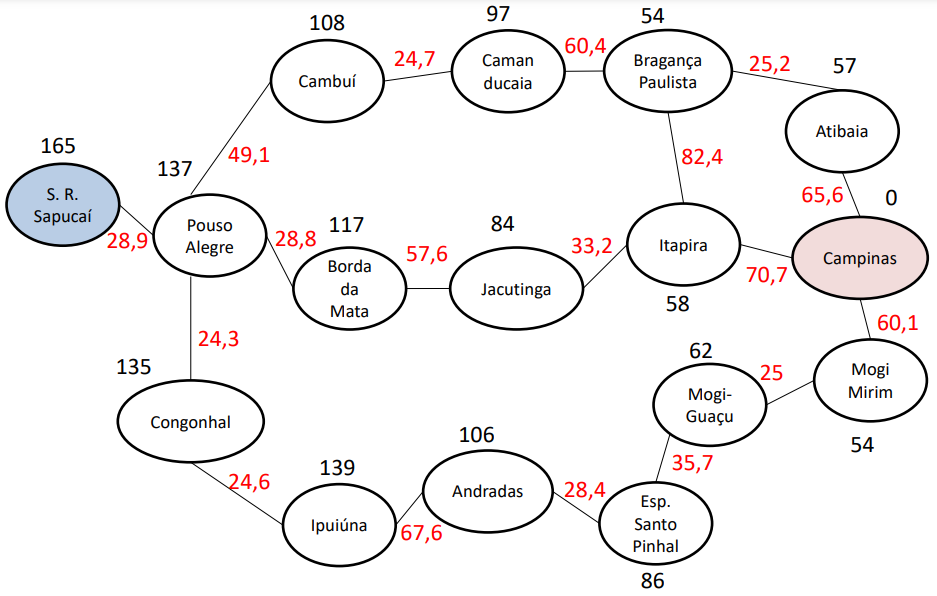 108
97
54
Cambuí
24,7
Caman
ducaia
60,4
Bragança
Paulista
25,2
57
Atibaia
165
S. R.
Sapucaí
28,9
137
49,1
Pouso
Alegre
28,8
117
Borda
da
Mata
57,6
84
Jacutinga
33,2
82,4
Itapira
58
70,7
65,6
0
Campinas
60,1
24,3
135
Congonhal
24,6
139
Ipuiúna
67,6
106
Andradas
28,4
62
Mogi-
Guaçu
25
Mogi
Mirim
54
35,7
Esp.
Santo
Pinhal
86